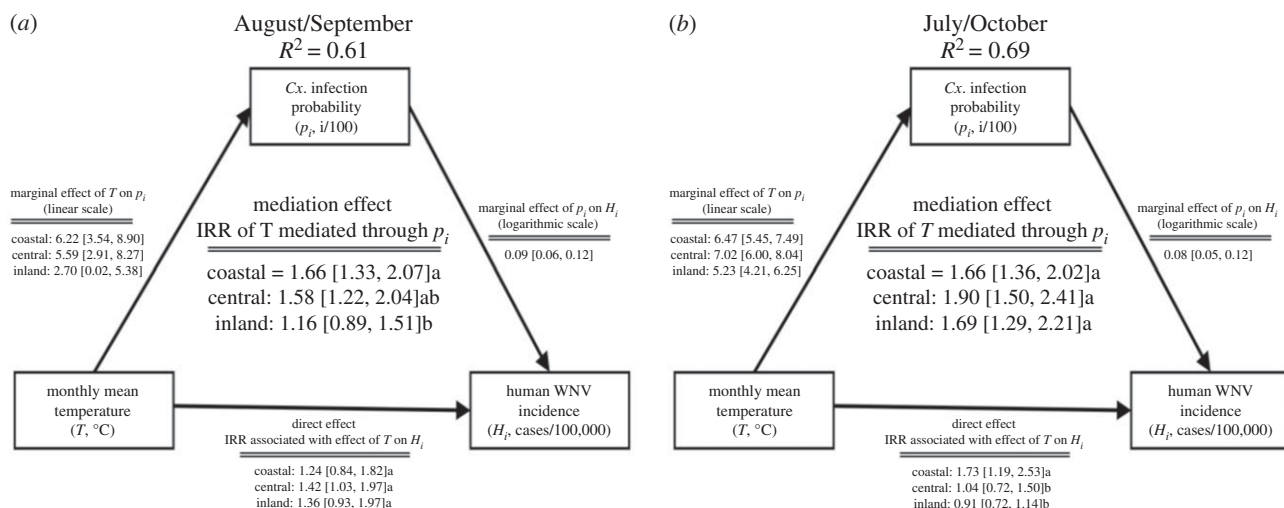 (a)
August/September
R² = 0.61
Cx. infection
probability
(pᵢ, i/100)
marginal effect of T on pᵢ
(linear scale)
coastal: 6.22 [3.54, 8.90]
central: 5.59 [2.91, 8.27]
inland: 2.70 [0.02, 5.38]
mediation effect
IRR of T mediated through pᵢ
coastal = 1.66 [1.33, 2.07]a
central: 1.58 [1.22, 2.04]ab
inland: 1.16 [0.89, 1.51]b
marginal effect of pᵢ on Hᵢ
(logarithmic scale)
0.09 [0.06, 0.12]
monthly mean
temperature
(T, °C)
human WNV
incidence
(Hᵢ, cases/100,000)
direct effect
IRR associated with effect of T on Hᵢ
coastal: 1.24 [0.84, 1.82]a
central: 1.42 [1.03, 1.97]a
inland: 1.36 [0.93, 1.97]a
(b)
July/October
R² = 0.69
Cx. infection
probability
(pᵢ, i/100)
marginal effect of T on pᵢ
(linear scale)
coastal: 6.47 [5.45, 7.49]
central: 7.02 [6.00, 8.04]
inland: 5.23 [4.21, 6.25]
mediation effect
IRR of T mediated through pᵢ
coastal = 1.66 [1.36, 2.02]a
central: 1.90 [1.50, 2.41]a
inland: 1.69 [1.29, 2.21]a
marginal effect of pᵢ on Hᵢ
(logarithmic scale)
0.08 [0.05, 0.12]
monthly mean
temperature
(T, °C)
human WNV
incidence
(Hᵢ, cases/100,000)
direct effect
IRR associated with effect of T on Hᵢ
coastal: 1.73 [1.19, 2.53]a
central: 1.04 [0.72, 1.50]b
inland: 0.91 [0.72, 1.14]b